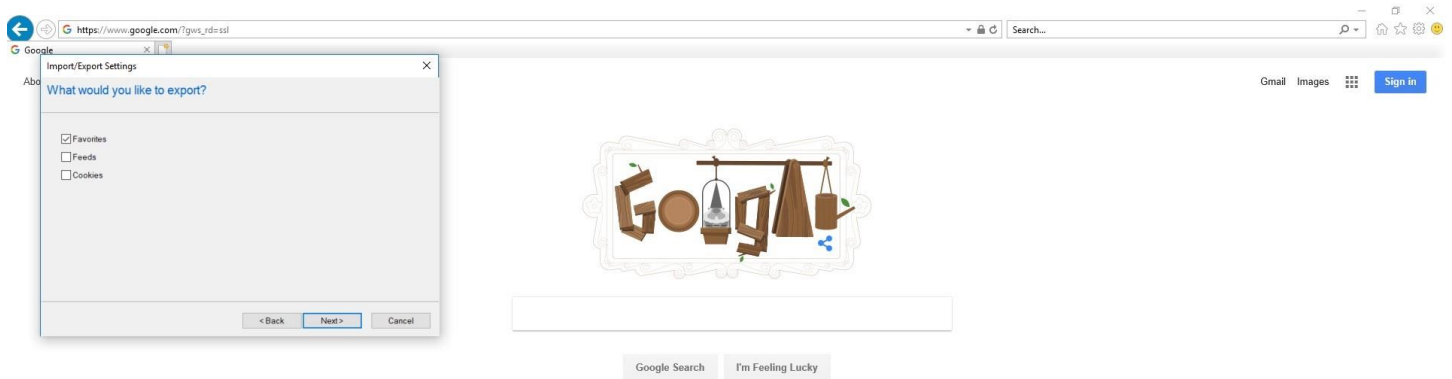 https://www.google.com/?gws_rd=ssl
Search...
Google
Import/Export Settings
What would you like to export?
Favorites
Feeds
Cookies
< Back Next > Cancel
Abo
Gmail Images Sign in
Google Search I'm Feeling Lucky